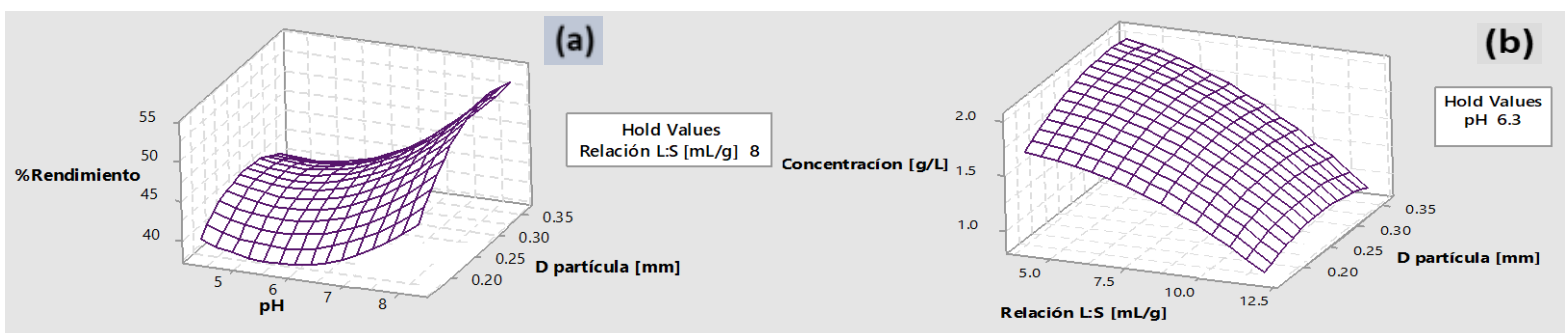 (a)
55
50
45
40
%Rendimiento
5
6
7
8
pH
0.20
0.25
0.30
0.35
D partícula [mm]
Hold Values
Relación L:S [mL/g] 8
(b)
2.0
1.5
1.0
Concentracíon [g/L]
5.0
7.5
10.0
12.5
Relación L:S [mL/g]
0.20
0.25
0.30
0.35
D partícula [mm]
Hold Values
pH 6.3